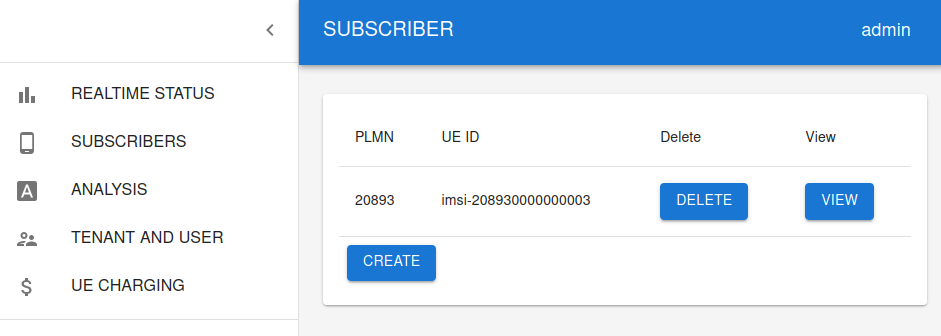 SUBSCRIBER
admin
REALTIME STATUS
SUBSCRIBERS
A ANALYSIS
TENANT AND USER
$ UE CHARGING
PLMN UE ID Delete View
20893 imsi-208930000000003 DELETE VIEW
CREATE